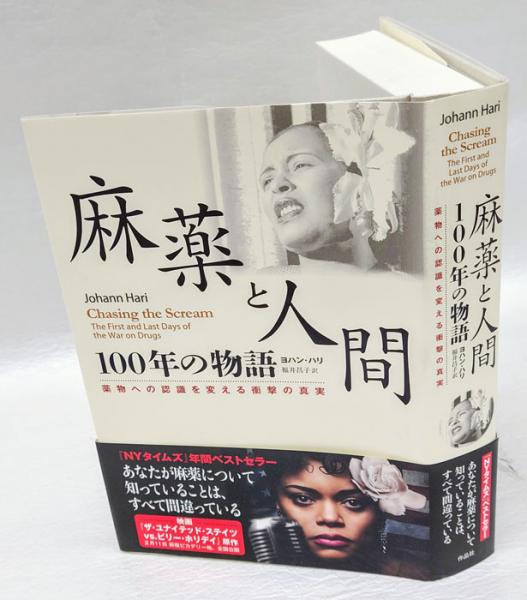 麻薬と人間
Johann Hari
Chasing the Scream
The First and Last Days of
the War on Drugs
100年の物語
ヨハン・ハリ
福井昌子 訳
薬物への認識を変える衝撃の真実
『NYタイムズ』年間ベストセラー
あなたが麻薬について
知っていることは、
すべて間違っている
映画
『ザ・ユナイテッド・ステイツ
vs.ビリー・ホリデイ』原作
Johann Hari
Chasing
the Scream
The First and
Last Days of
the War on Drugs
麻薬と人間
100年の物語
薬物への認識を変える衝撃の真実
ヨハン・ハリ
福井昌子 訳
『NYタイムズ』ベストセラー
あなたが麻薬について
知っていることは、
すべて間違っている
作品社